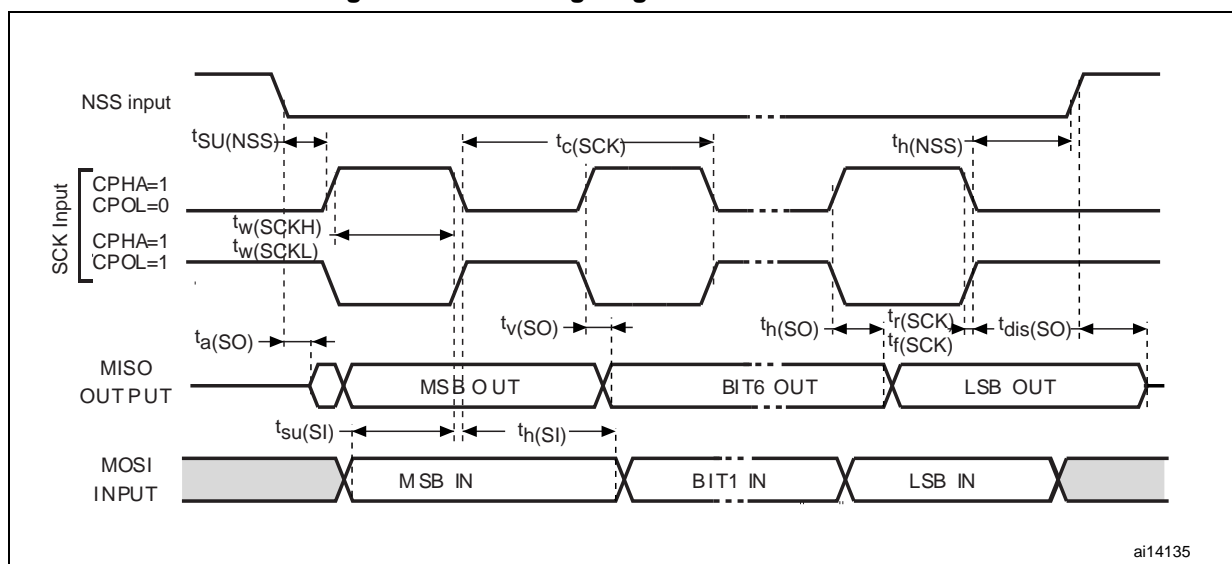 NSS input
tSU(NSS)
tc(SCK)
th(NSS)
SCK Input
CPHA=1
CPOL=0
tw(SCKH)
CPHA=1
tw(SCKL)
CPOL=1
ta(SO)
tv(SO)
th(SO)
tr(SCK)
tf(SCK)
tdis(SO)
MISO
OUTPUT
MSB OUT
BIT6 OUT
LSB OUT
tsu(SI)
th(SI)
MOSI
INPUT
MSB IN
BIT1 IN
LSB IN
ai14135